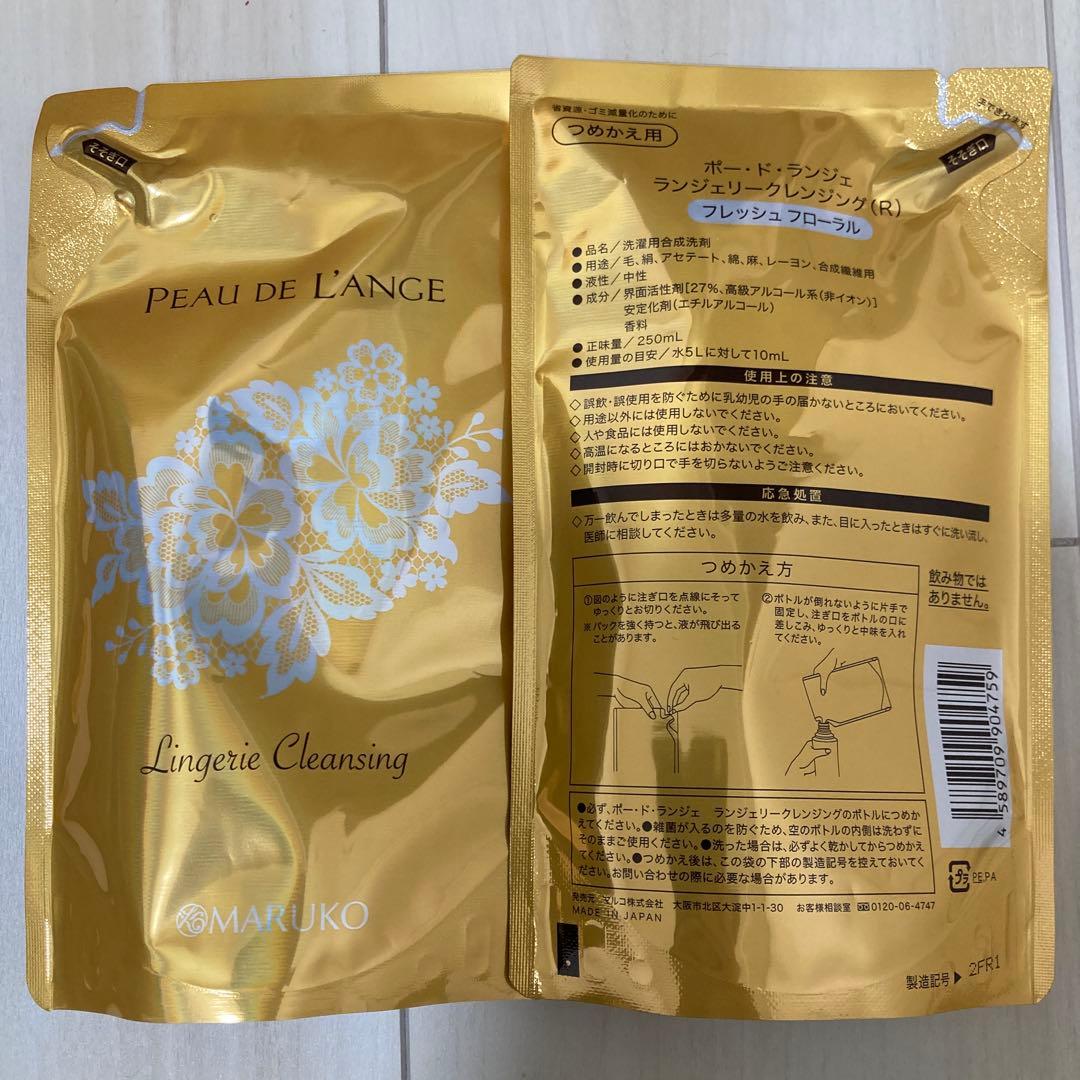 そそぎ口
PEAU DE L'ANGE
Lingerie Cleansing
MARUKO
省資源・ゴミ減量化のために
つめかえ用
そそぎ口
ポー・ド・ランジェ
ランジェリークレンジング(R)
フレッシュ フローラル
●品名/洗濯用合成洗剤
●用途/毛、絹、アセテート、綿、麻、レーヨン、合成繊維用
●液性/中性
●成分/界面活性剤[27%、高級アルコール系(非イオン)]
安定化剤(エチルアルコール)
香料
●正味量/250mL
●使用量の目安/水5Lに対して10mL
使用上の注意
◇誤飲・誤使用を防ぐために乳幼児の手の届かないところにおいてください。
◇用途以外には使用しないでください。
◇人や食品には使用しないでください。
◇高温になるところにはおかないでください。
◇開封時に切り口で手を切らないようご注意ください。
応急処置
◇万一飲んでしまったときは多量の水を飲み、また、目に入ったときはすぐに洗い流し、
医師に相談してください。
つめかえ方
①図のように注ぎ口を点線にそって
ゆっくりとお切りください。
※パックを強く持つと、液が飛び出る
ことがあります。
②ボトルが倒れないように片手で
固定し、注ぎ口をボトルの口に
差しこみ、ゆっくりと中味を入れ
てください。
飲み物では
ありません。
4 589709 904759
●必ず、ポー・ド・ランジェ ランジェリークレンジングのボトルにつめか
えてください。●雑菌が入るのを防ぐため、空のボトルの内側は洗わずに
そのままご使用ください。●洗った場合は、必ずよく乾かしてからつめかえ
てください。●つめかえ後は、この袋の下部の製造記号を控えておいてく
ださい。お問い合わせの際に必要な場合があります。
プラ PE,PA
発売元/マルコ株式会社 大阪市北区大淀中1-1-30 お客様相談室 0120-06-4747
MADE IN JAPAN
製造記号▶ 2FR1